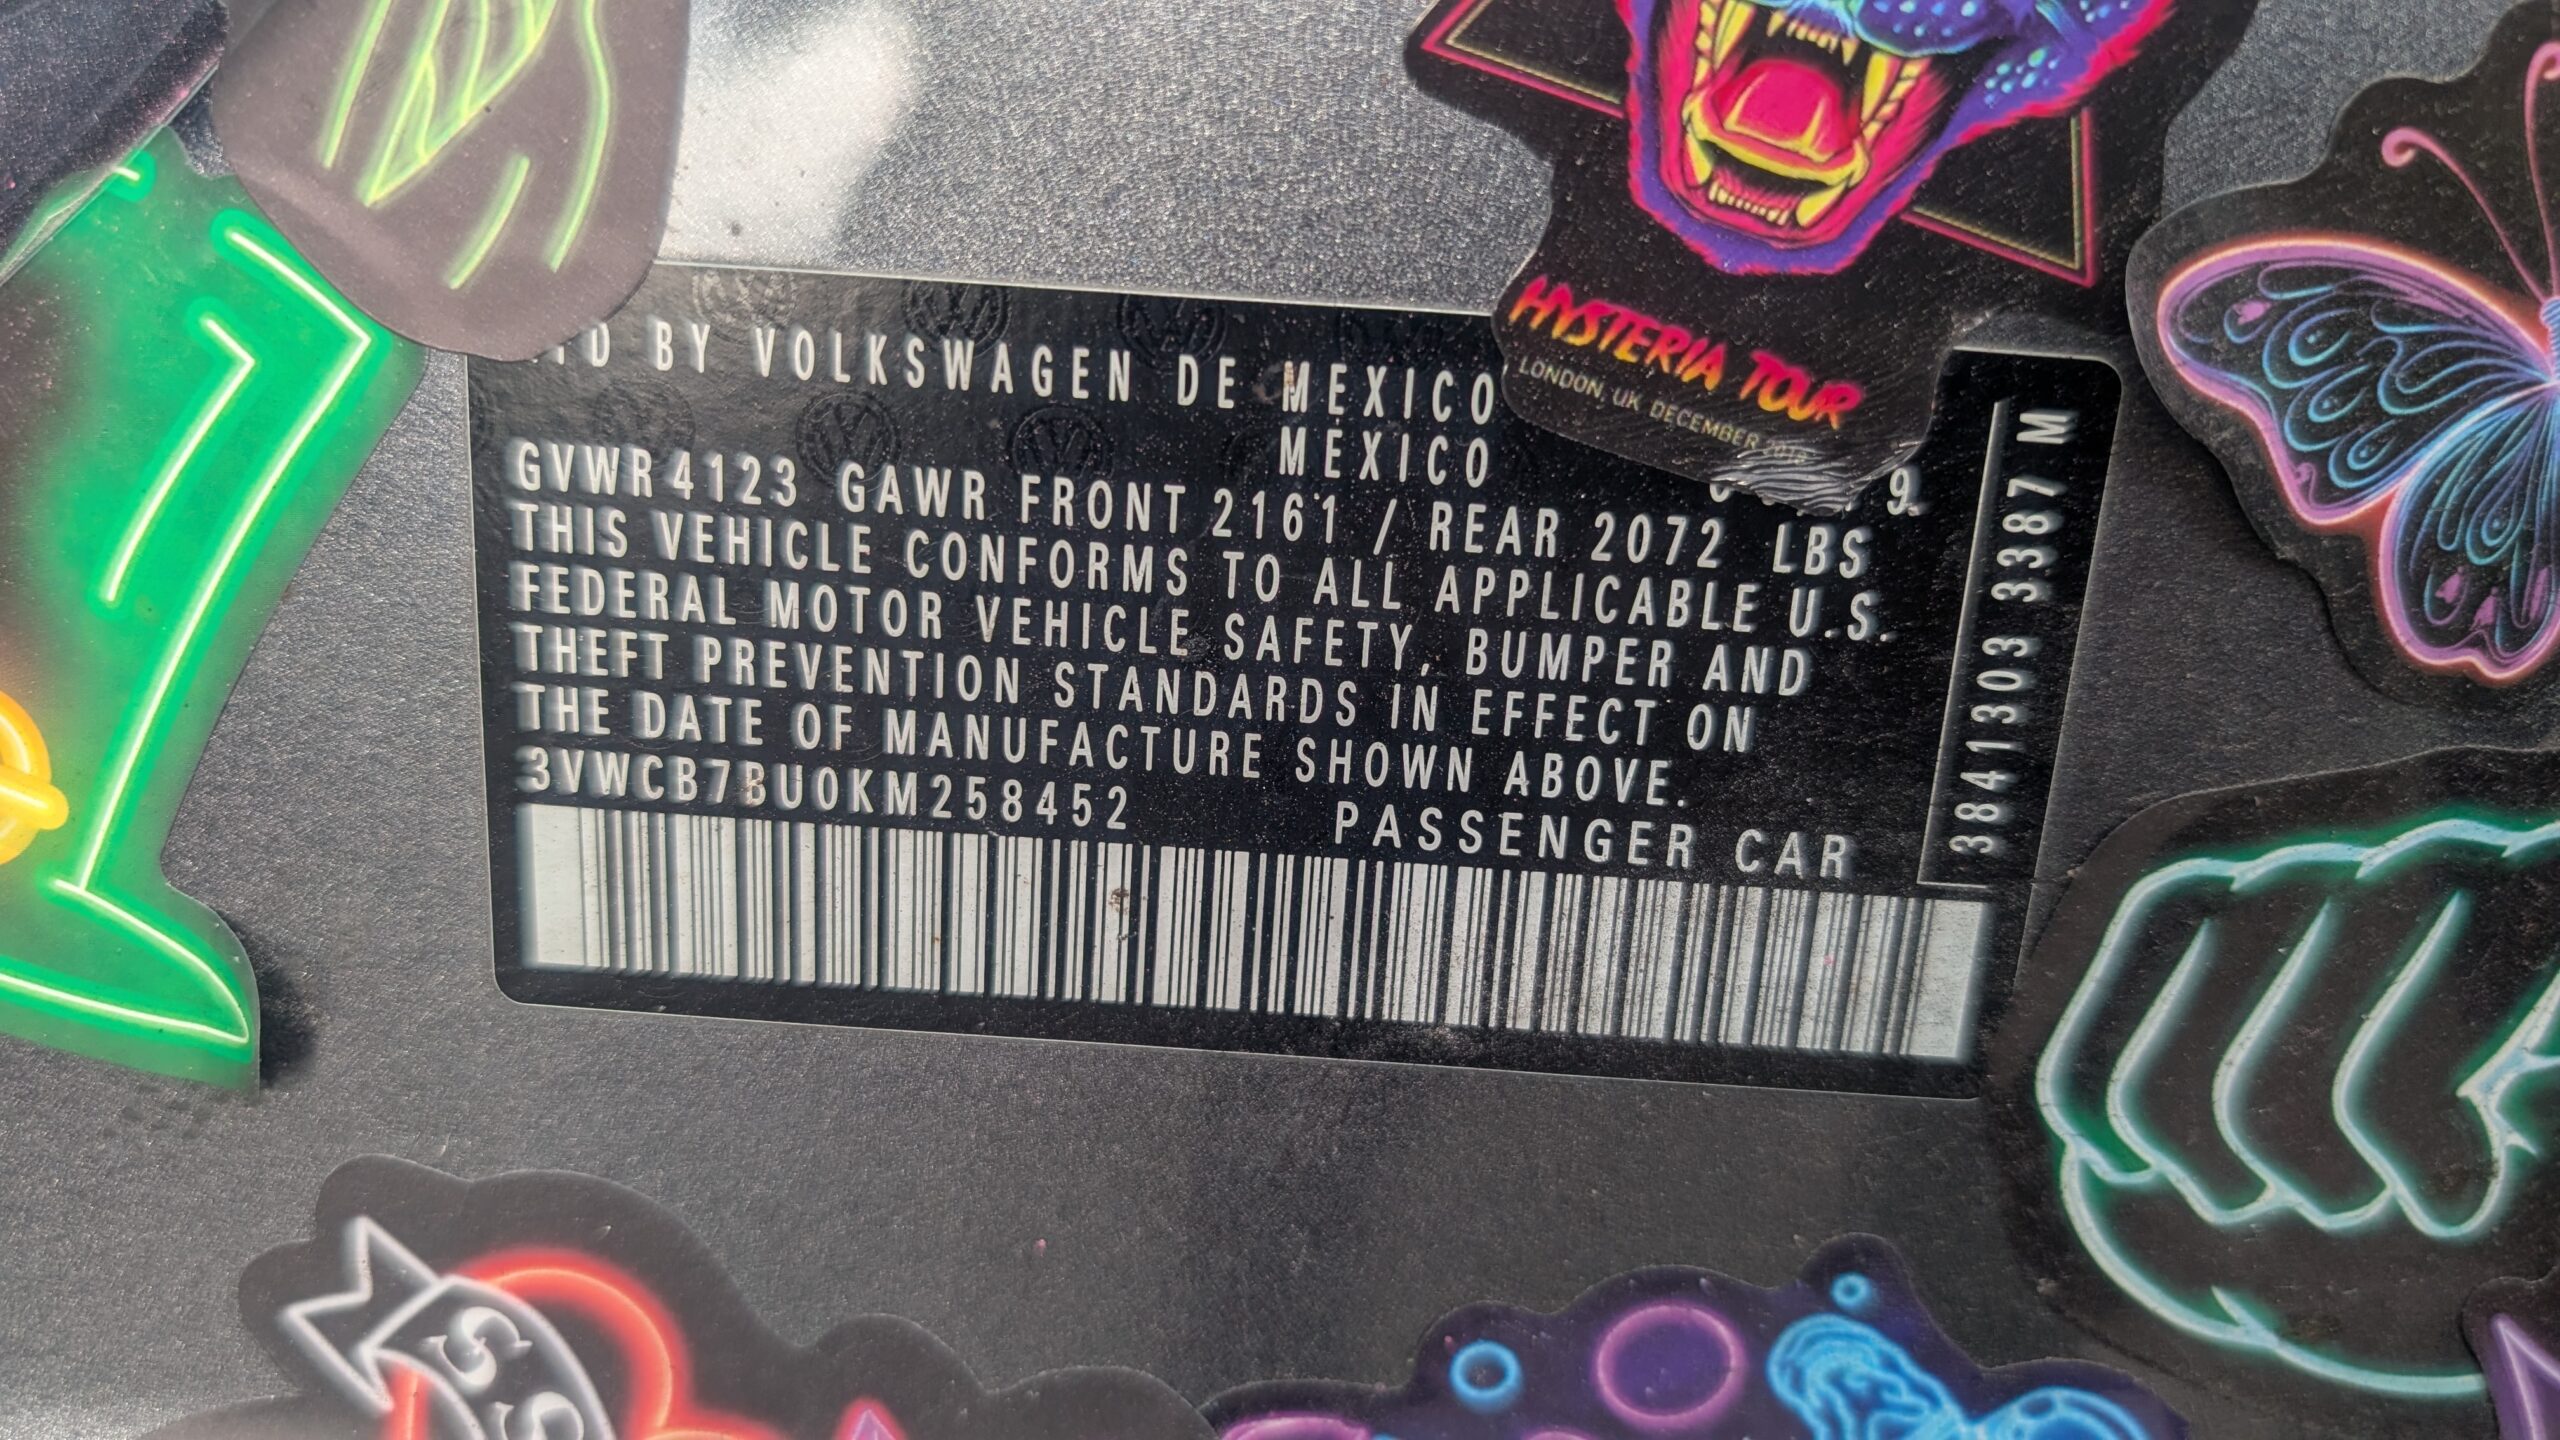 BY VOLKSWAGEN DE MEXICO
MEXICO
GVWR4123 GAWR FRONT 2161 / REAR 2072 LBS
THIS VEHICLE CONFORMS TO ALL APPLICABLE U.S.
FEDERAL MOTOR VEHICLE SAFETY, BUMPER AND
THEFT PREVENTION STANDARDS IN EFFECT ON
THE DATE OF MANUFACTURE SHOWN ABOVE.
3VWCB7BU0KM258452 PASSENGER CAR
3841303 3387 M
HYSTERIA TOUR
LONDON, UK DECEMBER